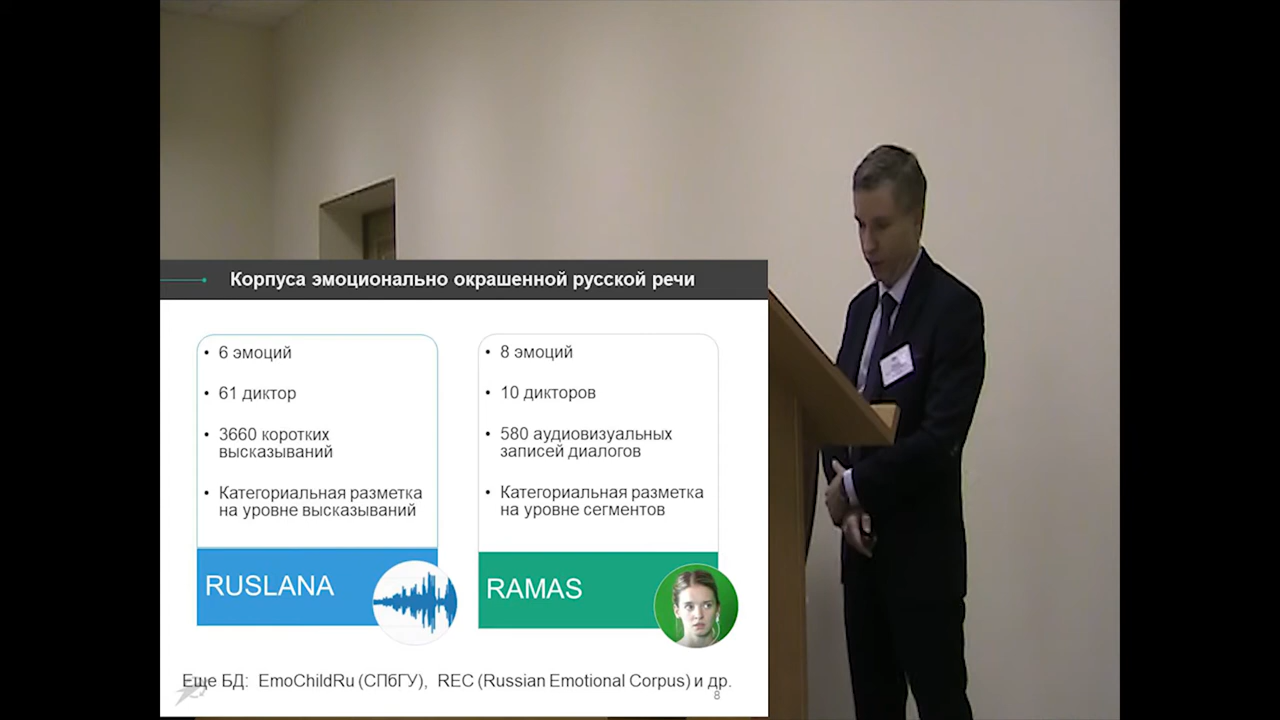 Корпуса эмоционально окрашенной русской речи
• 6 эмоций
• 61 диктор
• 3660 коротких
высказываний
• Категориальная разметка
на уровне высказываний
RUSLANA
• 8 эмоций
• 10 дикторов
• 580 аудиовизуальных
записей диалогов
• Категориальная разметка
на уровне сегментов
RAMAS
Еще БД: EmoChildRu (СПбГУ), REC (Russian Emotional Corpus) и др.
8